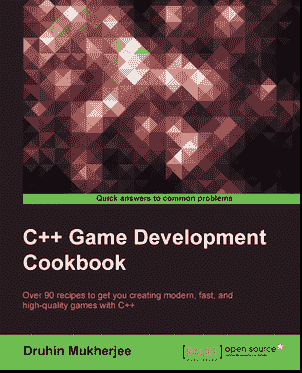 Quick answers to common problems
C++ Game Development
Cookbook
Over 90 recipes to get you creating modern, fast, and
high-quality games with C++
Druhin Mukherjee
open source